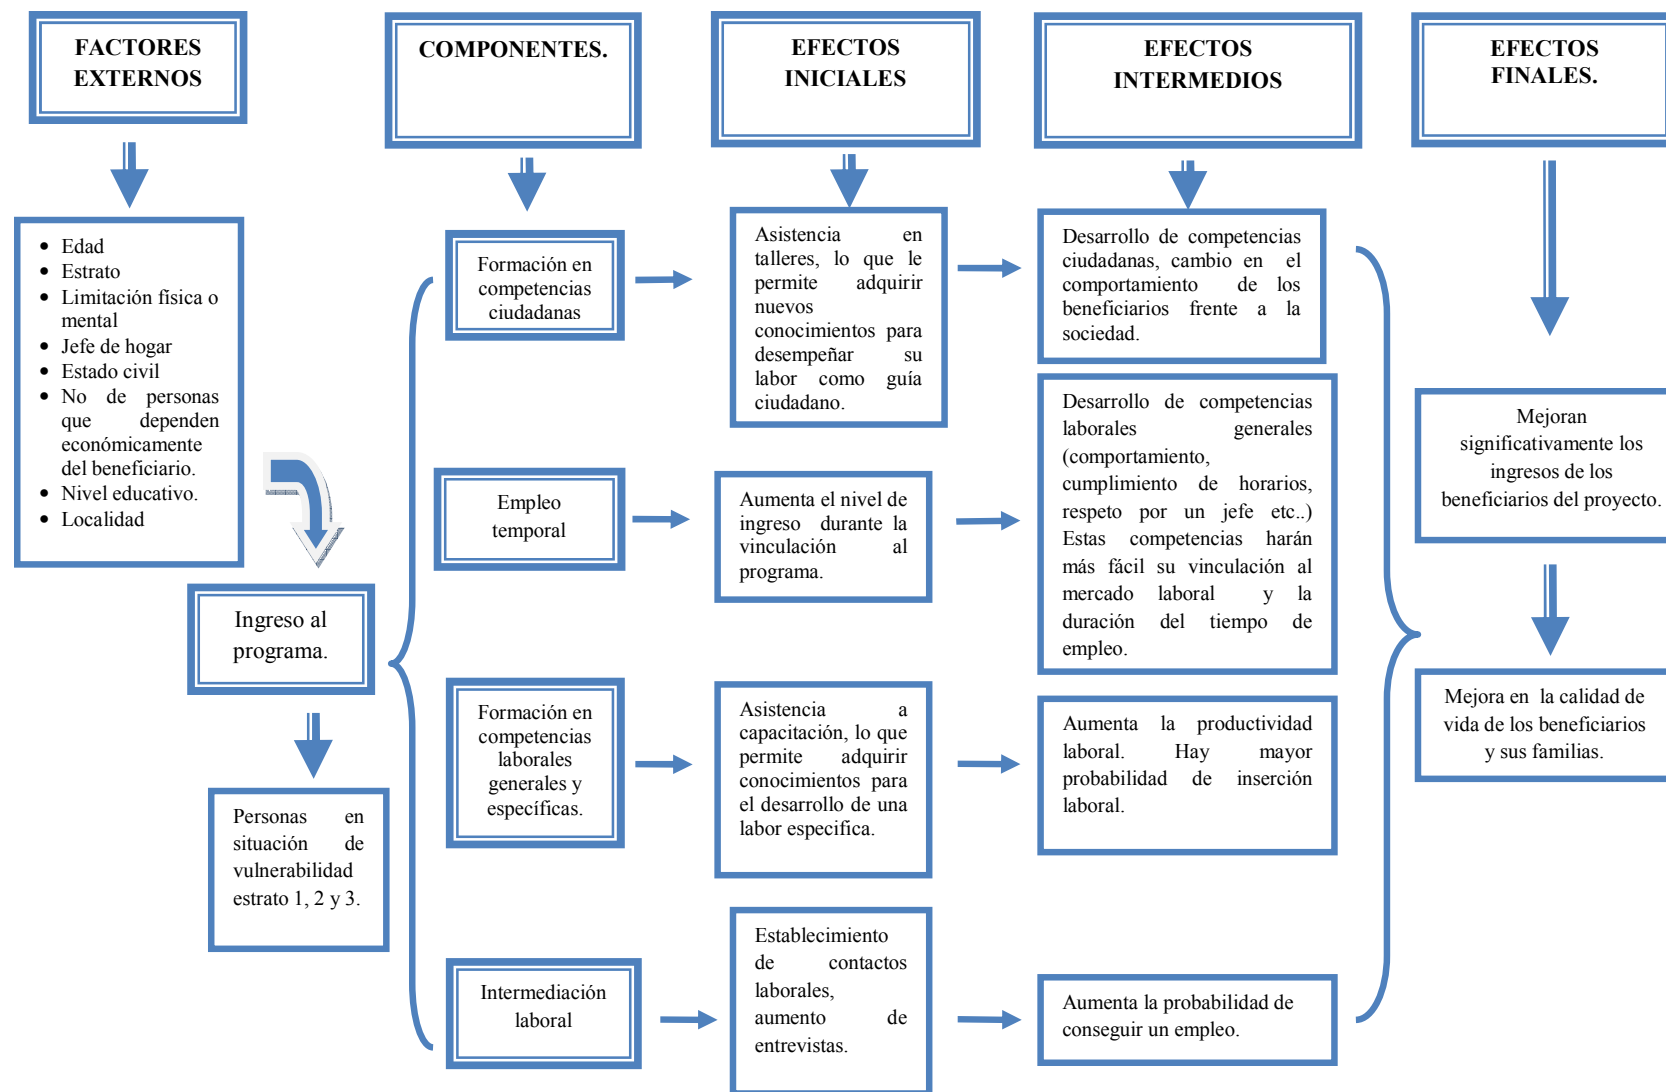 FACTORES
EXTERNOS
COMPONENTES.
EFECTOS
INICIALES
EFECTOS
INTERMEDIOS
EFECTOS
FINALES.
• Edad
• Estrato
• Limitación física o
mental
• Jefe de hogar
• Estado civil
• No de personas
que dependen
económicamente
del beneficiario.
• Nivel educativo.
• Localidad
Ingreso al
programa.
Personas en
situación de
vulnerabilidad
estrato 1, 2 y 3.
Formación en
competencias
ciudadanas
Asistencia en
talleres, lo que le
permite adquirir
nuevos
conocimientos para
desempeñar su
labor como guía
ciudadano.
Desarrollo de competencias
ciudadanas, cambio en el
comportamiento de los
beneficiarios frente a la
sociedad.
Empleo
temporal
Aumenta el nivel de
ingreso durante la
vinculación al
programa.
Desarrollo de competencias
laborales generales
(comportamiento,
cumplimiento de horarios,
respeto por un jefe etc..)
Estas competencias harán
más fácil su vinculación al
mercado laboral y la
duración del tiempo de
empleo.
Formación en
competencias
laborales
generales y
específicas.
Asistencia a
capacitación, lo que
permite adquirir
conocimientos para
el desarrollo de una
labor especifica.
Aumenta la productividad
laboral. Hay mayor
probabilidad de inserción
laboral.
Intermediación
laboral
Establecimiento
de contactos
laborales,
aumento de
entrevistas.
Aumenta la probabilidad de
conseguir un empleo.
Mejoran
significativamente los
ingresos de los
beneficiarios del proyecto.
Mejora en la calidad de
vida de los beneficiarios
y sus familias.